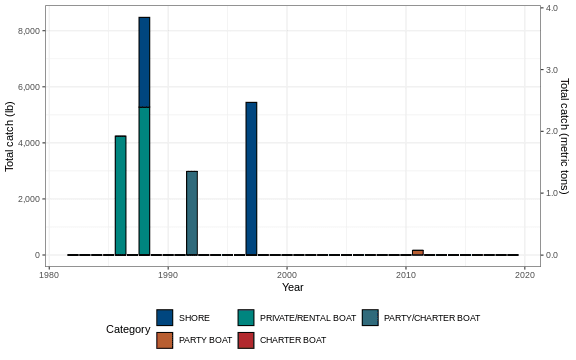 Total catch (lb)
8,000
6,000
4,000
2,000
0
4.0
3.0
2.0
1.0
0.0
Total catch (metric tons)
1980
1990
2000
2010
2020
Year
Category
SHORE
PRIVATE/RENTAL BOAT
PARTY/CHARTER BOAT
PARTY BOAT
CHARTER BOAT